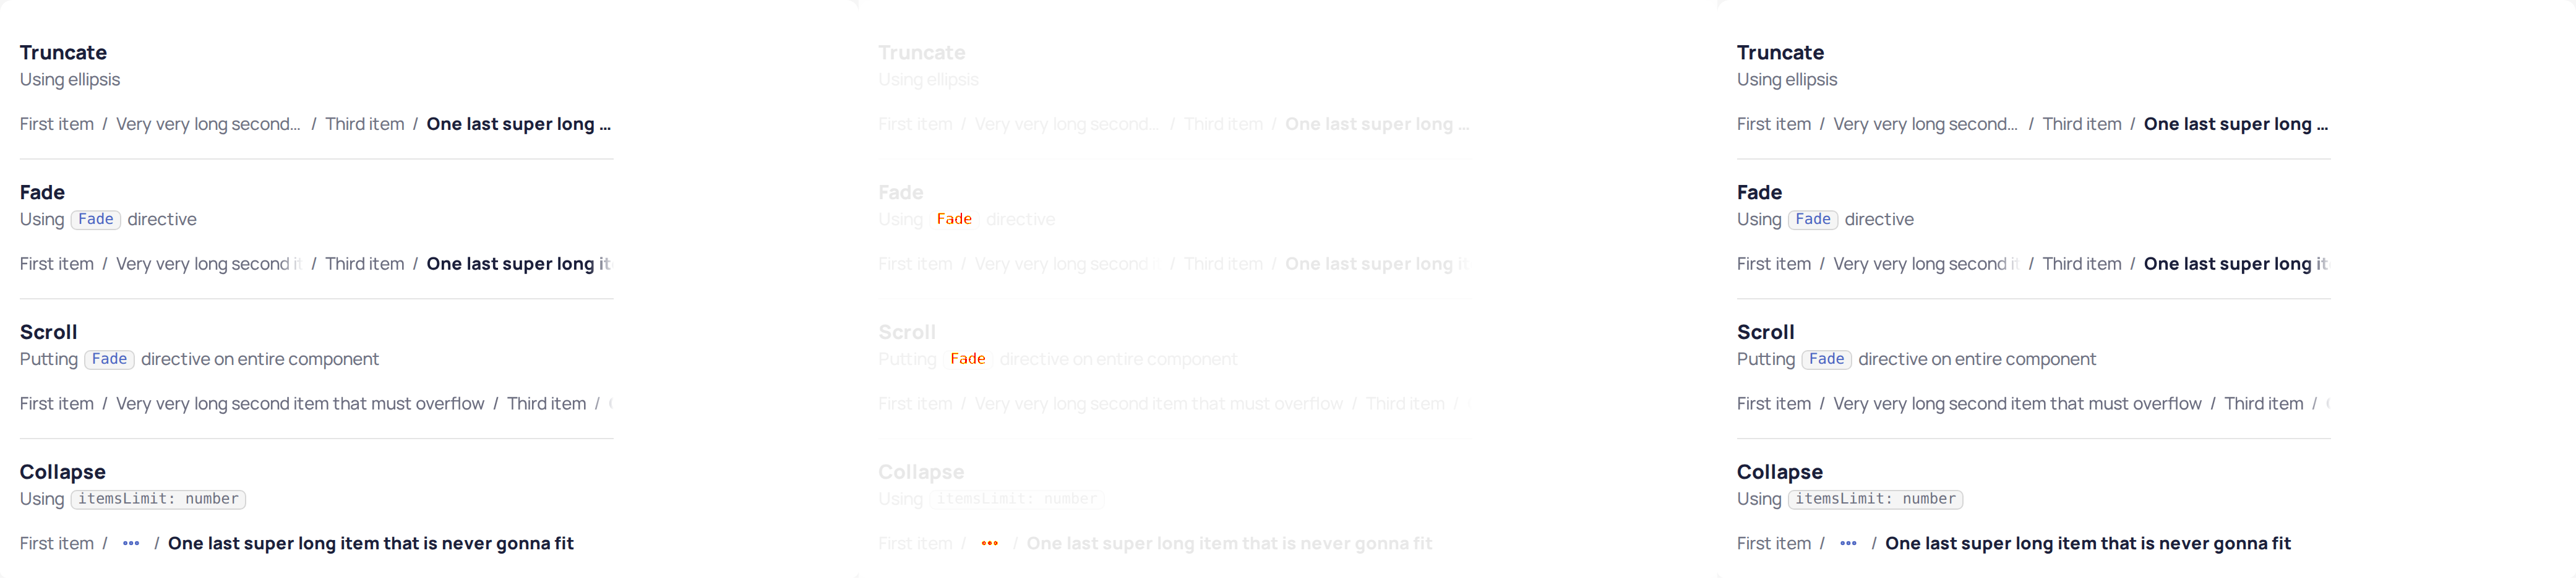 Truncate
Using ellipsis
First item / Very very long second... / Third item / One last super long ...
Fade
Using Fade directive
First item / Very very long second it / Third item / One last super long it
Scroll
Putting Fade directive on entire component
First item / Very very long second item that must overflow / Third item /
Collapse
Using itemsLimit: number
First item / ••• / One last super long item that is never gonna fit
Truncate
Using ellipsis
First item / Very very long second... / Third item / One last super long ...
Fade
Using Fade directive
First item / Very very long second it / Third item / One last super long it
Scroll
Putting Fade directive on entire component
First item / Very very long second item that must overflow / Third item /
Collapse
Using itemsLimit: number
First item / ••• / One last super long item that is never gonna fit
Truncate
Using ellipsis
First item / Very very long second... / Third item / One last super long ...
Fade
Using Fade directive
First item / Very very long second it / Third item / One last super long it
Scroll
Putting Fade directive on entire component
First item / Very very long second item that must overflow / Third item /
Collapse
Using itemsLimit: number
First item / ••• / One last super long item that is never gonna fit